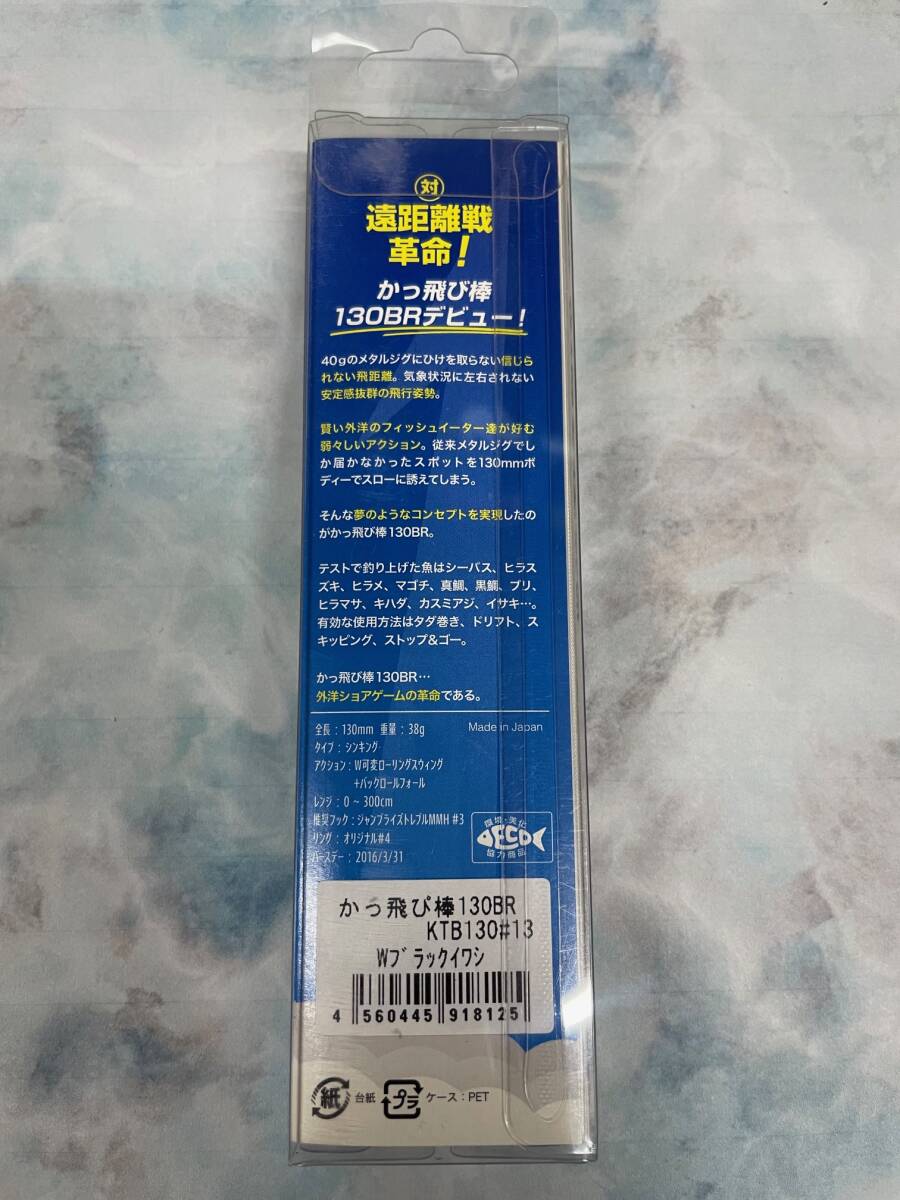 対
遠距離戦
革命!
かっ飛び棒
130BRデビュー!
40gのメタルジグにひけを取らない信じら
れない飛距離。気象状況に左右されない
安定感抜群の飛行姿勢。
賢い外洋のフィッシュイーター達が好む
弱々しいアクション。従来メタルジグでし
か届かなかったスポットを130mmボ
ディーでスローに誘えてしまう。
そんな夢のようなコンセプトを実現したの
がかっ飛び棒130BR。
テストで釣り上げた魚はシーバス、ヒラス
ズキ、ヒラメ、マゴチ、真鯛、黒鯛、ブリ、
ヒラマサ、キハダ、カスミアジ、イサキ…。
有効な使用方法はタダ巻き、ドリフト、ス
キッピング、ストップ&ゴー。
かっ飛び棒130BR…
外洋ショアゲームの革命である。
全長:130mm 重量:38g Made in Japan
タイプ:シンキング
アクション:W可変ローリングスウィング
+バックロールフォール
レンジ:0~300cm
推奨フック:ジャンプライズトレブルMMH #3
リング:オリジナル#4
バースデー:2016/3/31
環境・美化
ECO
協力商品
かっ飛び棒130BR
KTB130#13
Wブラックイワシ
4 560445 918125
紙 台紙 プラ ケース:PET